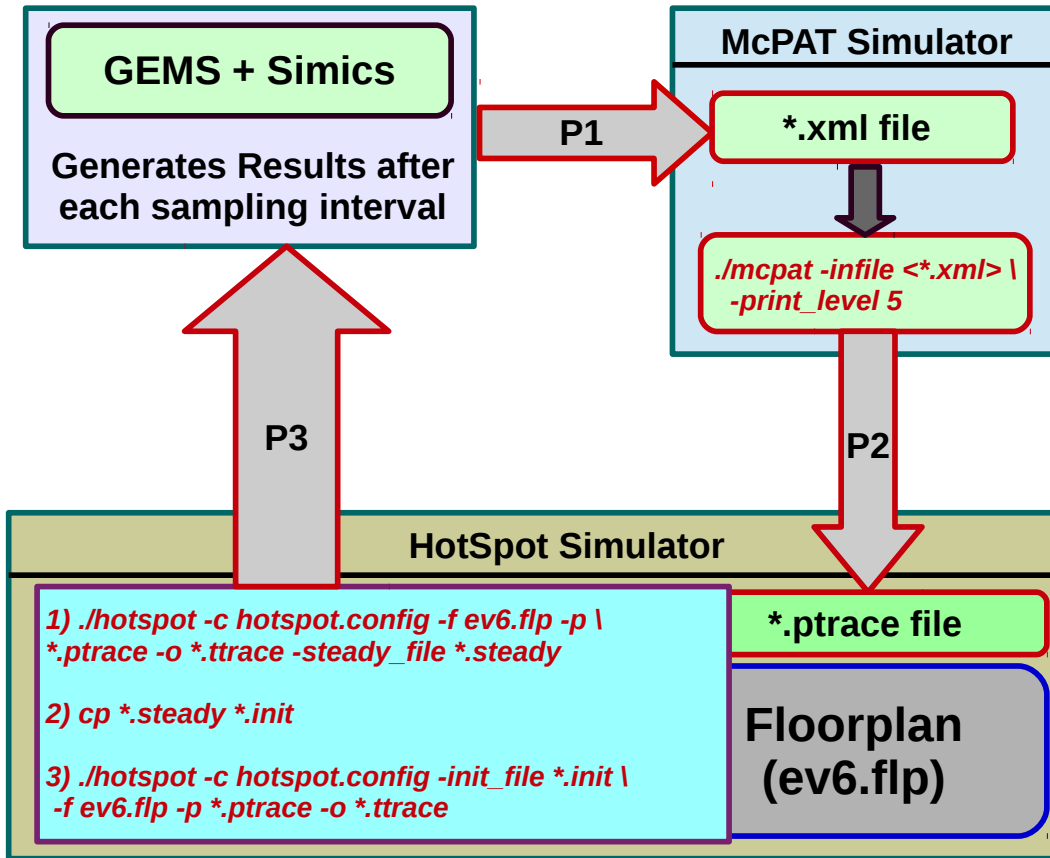 GEMS + Simics
Generates Results after
each sampling interval
P1
McPAT Simulator
*.xml file
./mcpat -infile <*.xml> \
-print_level 5
P2
P3
HotSpot Simulator
1) ./hotspot -c hotspot.config -f ev6.flp -p \
*.ptrace -o *.ttrace -steady_file *.steady
2) cp *.steady *.init
3) ./hotspot -c hotspot.config -init_file *.init \
-f ev6.flp -p *.ptrace -o *.ttrace
*.ptrace file
Floorplan
(ev6.flp)